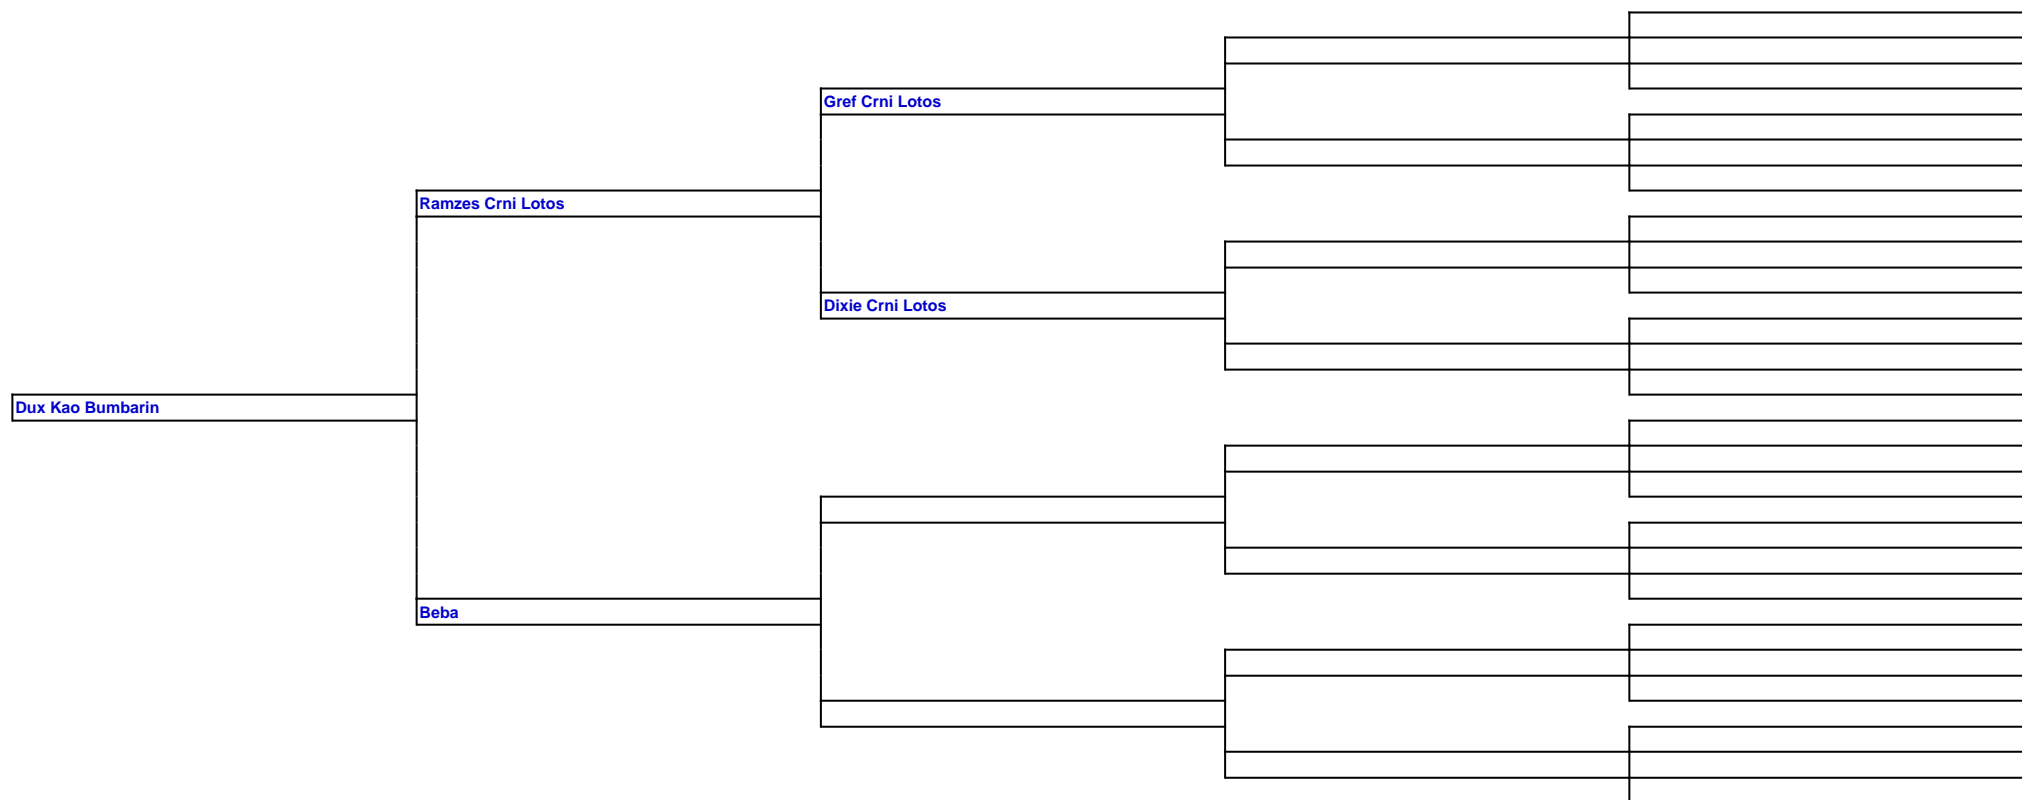 Gref Crni Lotos
Ramzes Crni Lotos
Dixie Crni Lotos
Dux Kao Bumbarin
Beba